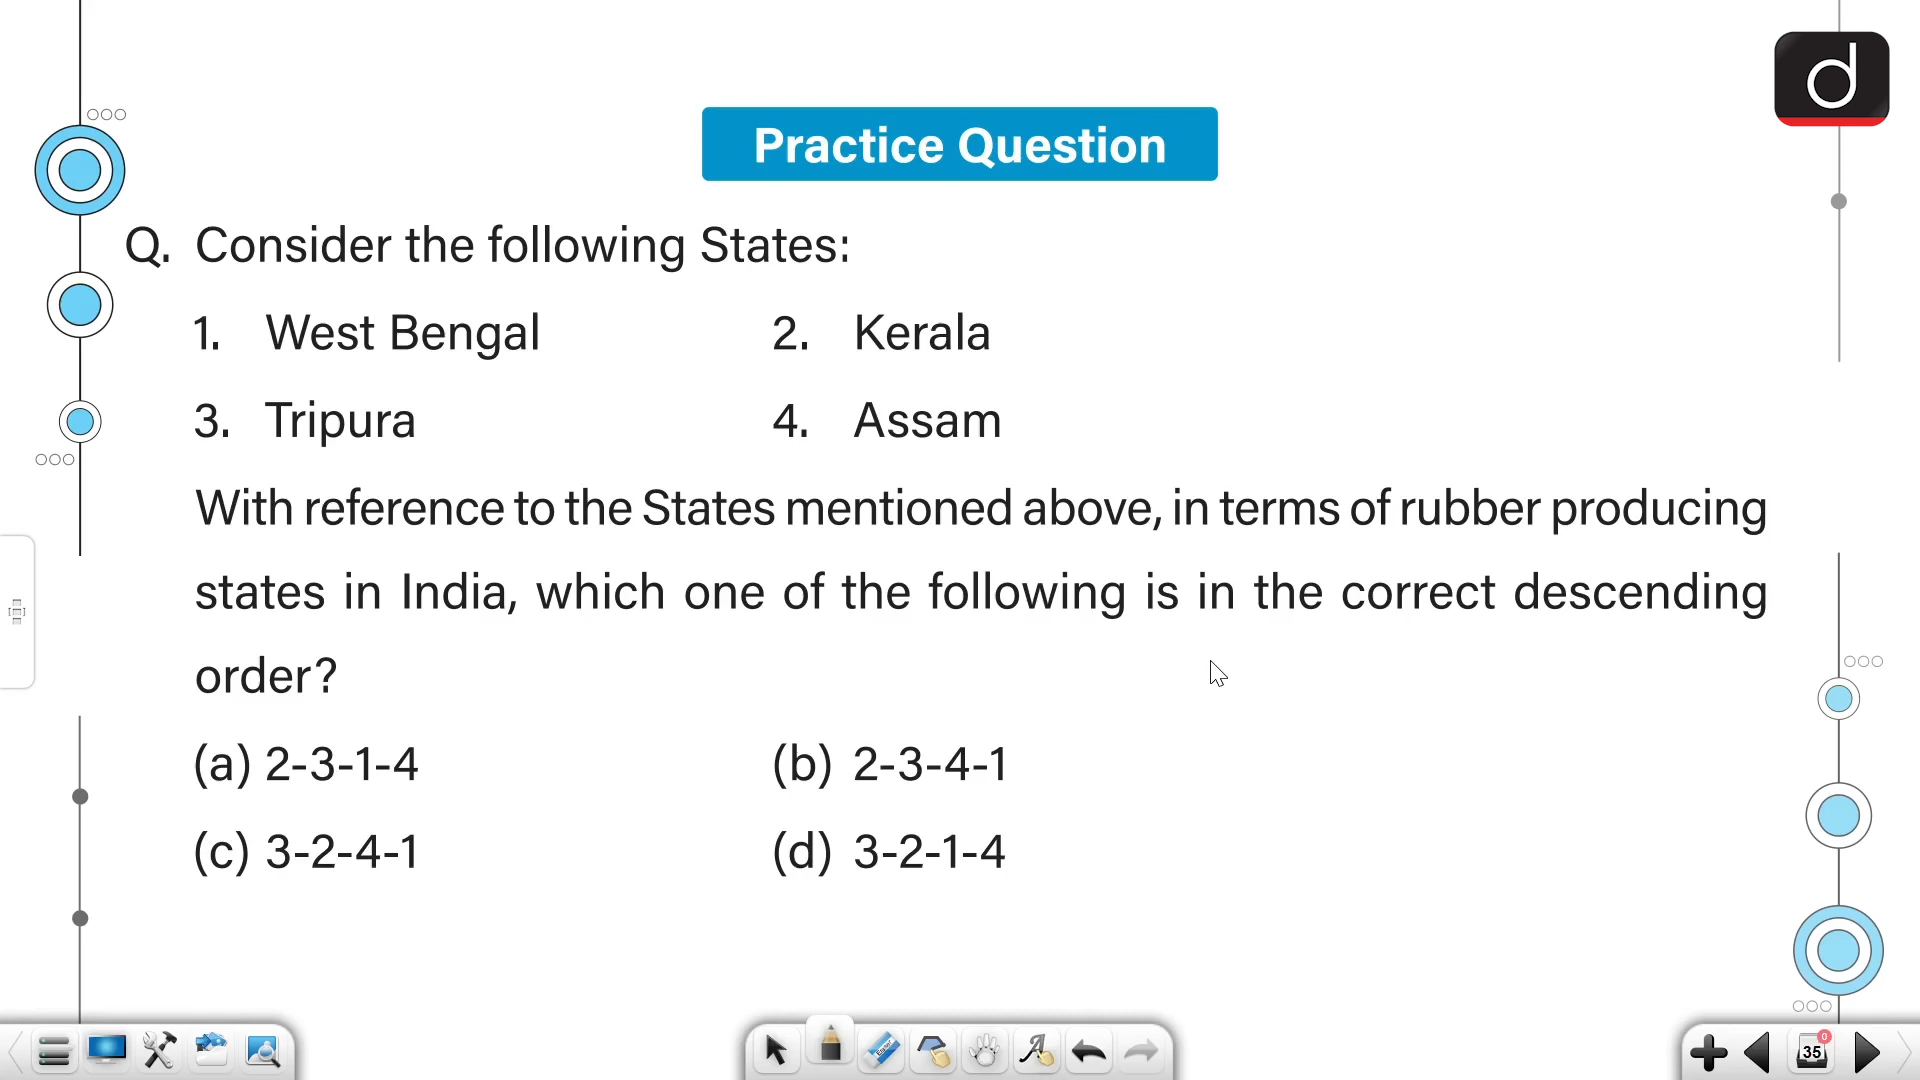 d
Practice Question
Q. Consider the following States:
1. West Bengal 2. Kerala
3. Tripura 4. Assam
With reference to the States mentioned above, in terms of rubber producing
states in India, which one of the following is in the correct descending
order?
(a) 2-3-1-4 (b) 2-3-4-1
(c) 3-2-4-1 (d) 3-2-1-4
Eraser A 35 0